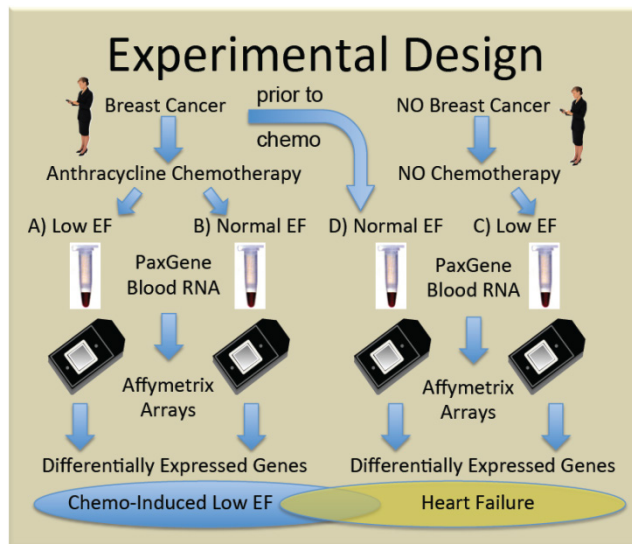 Experimental Design
Breast Cancer
prior to
chemo
NO Breast Cancer
Anthracycline Chemotherapy
NO Chemotherapy
A) Low EF
B) Normal EF
D) Normal EF
C) Low EF
PaxGene
Blood RNA
PaxGene
Blood RNA
Affymetrix
Arrays
Affymetrix
Arrays
Differentially Expressed Genes
Differentially Expressed Genes
Chemo-Induced Low EF
Heart Failure